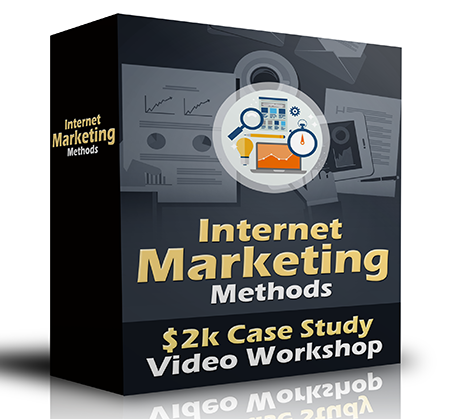 Internet
Marketing
Methods
Internet
Marketing
Methods
$2k Case Study
Video Workshop